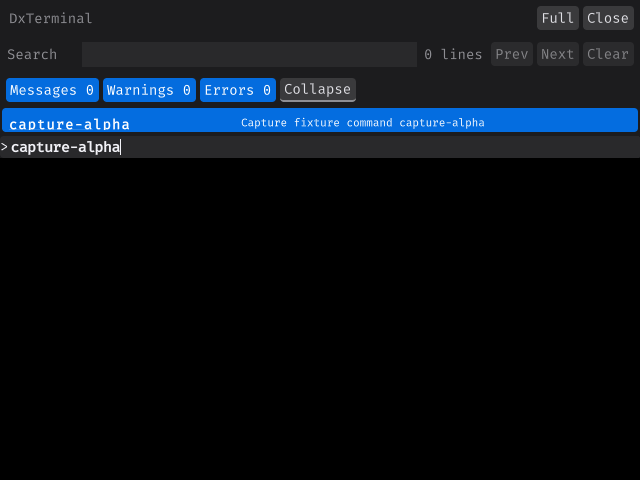 DxTerminal Full Close
Search 0 lines Prev Next Clear
Messages 0 Warnings 0 Errors 0 Collapse
capture-alpha Capture fixture command capture-alpha
>capture-alpha